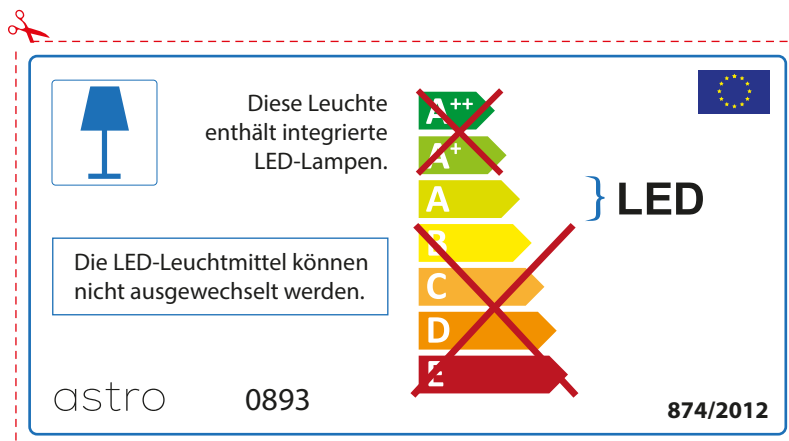 Diese Leuchte
enthält integrierte
LED-Lampen.
Die LED-Leuchtmittel können
nicht ausgewechselt werden.
A++
A+
A
B
C
D
E
LED
astro
0893
874/2012